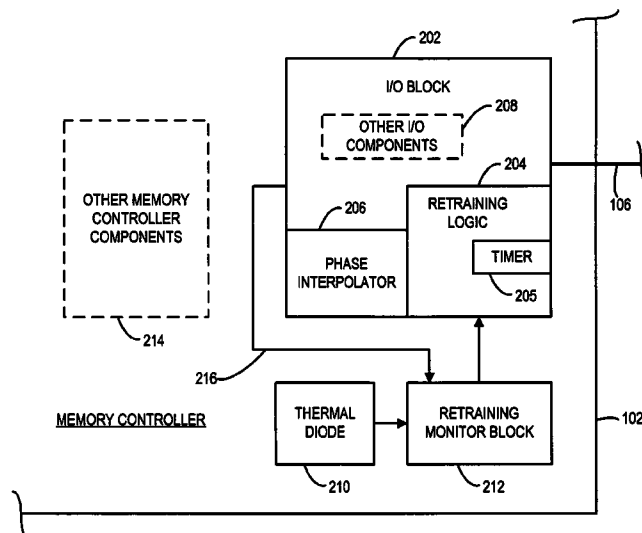 202
I/O BLOCK
208
OTHER I/O
COMPONENTS
204
OTHER MEMORY
CONTROLLER
COMPONENTS
206
RETRAINING
LOGIC
106
PHASE
INTERPOLATOR
TIMER
205
214
216
MEMORY CONTROLLER
THERMAL
DIODE
RETRAINING
MONITOR BLOCK
102
210
212